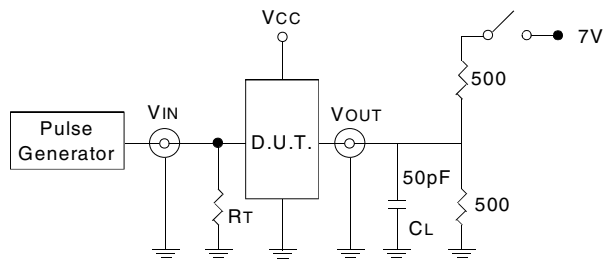 VCC
7V
500
Pulse
Generator
VIN
D.U.T.
VOUT
50pF
CL
RT
500